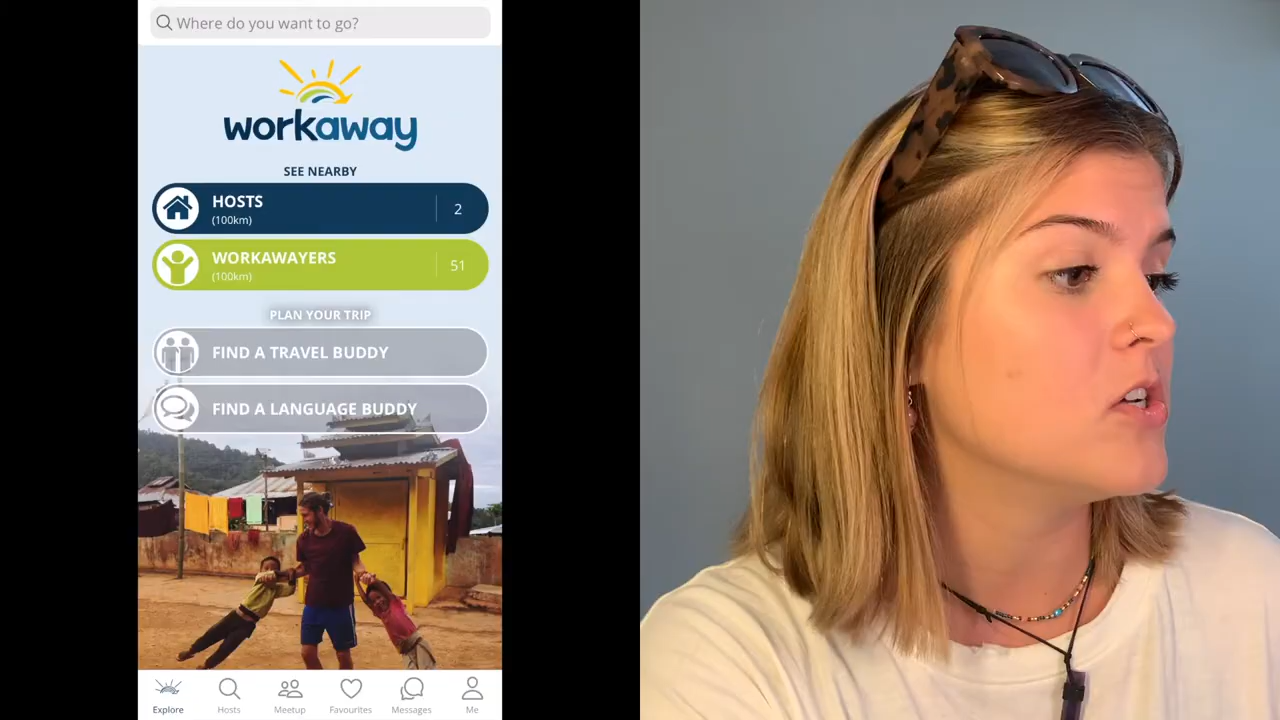 Where do you want to go?
workaway
SEE NEARBY
HOSTS
(100km)
2
WORKAWAYERS
(100km)
51
PLAN YOUR TRIP
FIND A TRAVEL BUDDY
FIND A LANGUAGE BUDDY
Explore
Hosts
Meetup
Favourites
Messages
Me